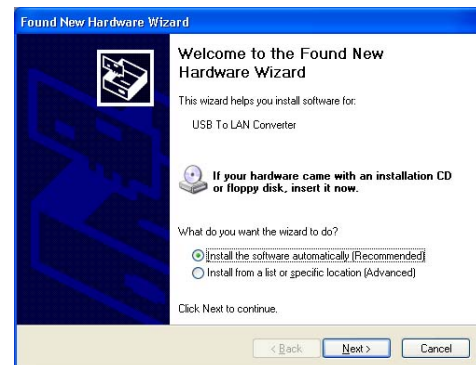 Found New Hardware Wizard
Welcome to the Found New
Hardware Wizard
This wizard helps you install software for:
USB To LAN Converter
If your hardware came with an installation CD
or floppy disk, insert it now.
What do you want the wizard to do?
Install the software automatically (Recommended)
Install from a list or specific location (Advanced)
Click Next to continue.
< Back Next > Cancel